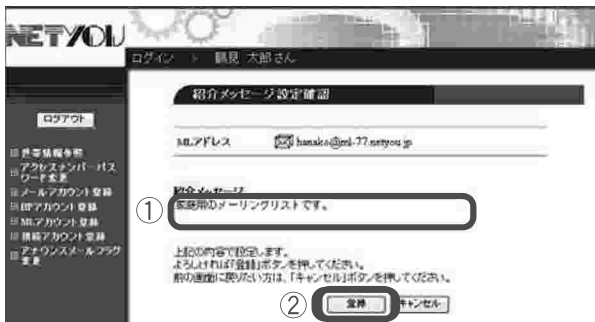 NETYOU
ログイン > 鶴見 太郎さん
ログアウト
紹介メッセージ設定確認
MLアドレス hanako@ml-77.netyou.jp
紹介メッセージ
① 家庭用のメーリングリストです。
契約情報参照
アクセスナンバー・パス
ワード変更
メールアカウント登録
HPアカウント登録
MLアカウント登録
接続アカウント登録
アナウンスメールフラグ
変更
上記の内容で設定します。
よろしければ「登録」ボタンを押してください。
前の画面に戻りたい方は、「キャンセル」ボタンを押してください。
② 登録 キャンセル